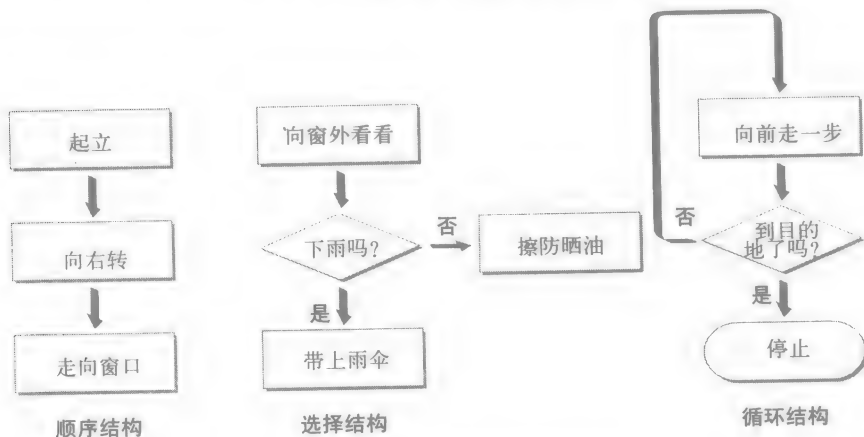 起立
向右转
走向窗口
顺序结构
向窗外看看
下雨吗?
否
擦防晒油
是
带上雨伞
选择结构
向前走一步
否
到目的
地了吗?
是
停止
循环结构